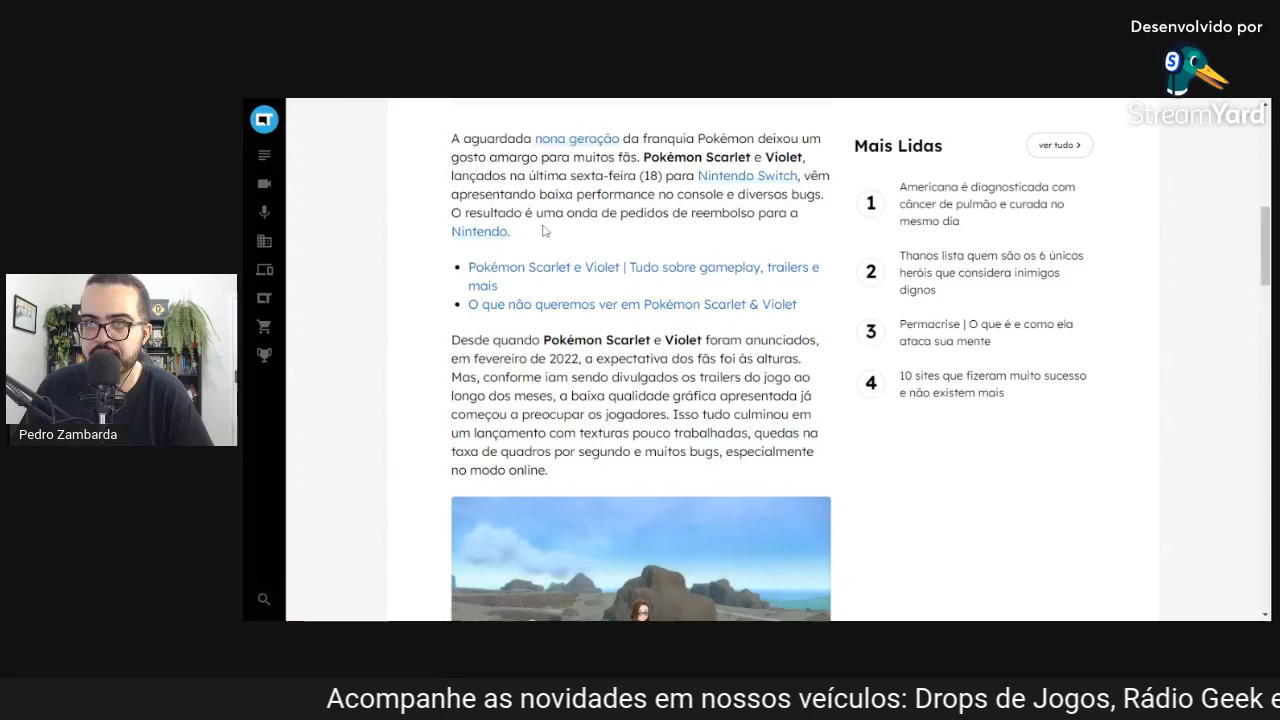 Desenvolvido por
S
StreamYard
A aguardada nona geração da franquia Pokémon deixou um
gosto amargo para muitos fãs. Pokémon Scarlet e Violet,
lançados na última sexta-feira (18) para Nintendo Switch, vêm
apresentando baixa performance no console e diversos bugs.
O resultado é uma onda de pedidos de reembolso para a
Nintendo.
Pokémon Scarlet e Violet | Tudo sobre gameplay, trailers e
mais
O que não queremos ver em Pokémon Scarlet & Violet
Desde quando Pokémon Scarlet e Violet foram anunciados,
em fevereiro de 2022, a expectativa dos fãs foi às alturas.
Mas, conforme iam sendo divulgados os trailers do jogo ao
longo dos meses, a baixa qualidade gráfica apresentada já
começou a preocupar os jogadores. Isso tudo culminou em
um lançamento com texturas pouco trabalhadas, quedas na
taxa de quadros por segundo e muitos bugs, especialmente
no modo online.
Mais Lidas
ver tudo >
1
Americana é diagnosticada com
câncer de pulmão e curada no
mesmo dia
2
Thanos lista quem são os 6 únicos
heróis que considera inimigos
dignos
3
Permacrise | O que é e como ela
ataca sua mente
4
10 sites que fizeram muito sucesso
e não existem mais
Pedro Zambarda
Acompanhe as novidades em nossos veículos: Drops de Jogos, Rádio Geek e